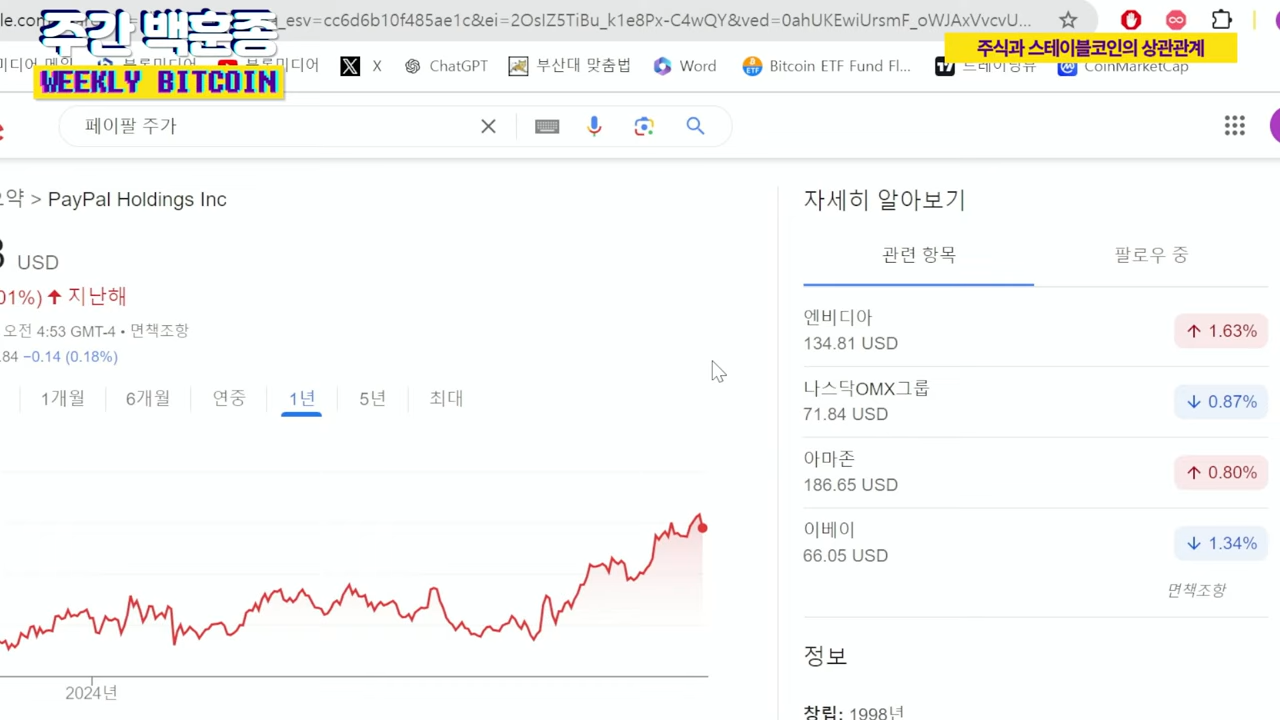 le.com
_esv=cc6d6b10f485ae1c&ei=2OsIZ5TiBu_k1e8Px-C4wQY&ved=0ahUKEwiUrsmF_oWJAxVvcvU...
주간 백훈종
WEEKLY BITCOIN
주식과 스테이블코인의 상관관계
X
ChatGPT
부산대 맞춤법
Word
Bitcoin ETF Fund Fl...
CoinMarketCap
페이팔 주가
> PayPal Holdings Inc
USD
01%) ↑ 지난해
오전 4:53 GMT-4 • 면책조항
.84 −0.14 (0.18%)
1개월
6개월
연중
1년
5년
최대
2024년
자세히 알아보기
관련 항목
팔로우 중
엔비디아
134.81 USD
↑ 1.63%
나스닥OMX그룹
71.84 USD
↓ 0.87%
아마존
186.65 USD
↑ 0.80%
이베이
66.05 USD
↓ 1.34%
면책조항
정보
창립: 1998년